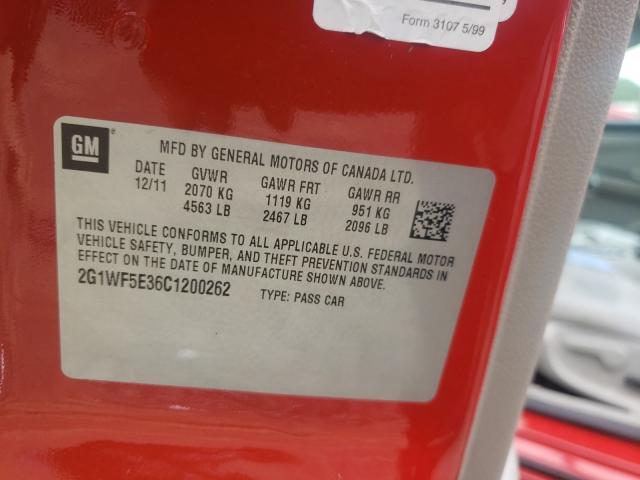 Form 3107 5/99
GM
MFD BY GENERAL MOTORS OF CANADA LTD.
DATE GVWR GAWR FRT GAWR RR
12/11 2070 KG 1119 KG 951 KG
4563 LB 2467 LB 2096 LB
THIS VEHICLE CONFORMS TO ALL APPLICABLE U.S. FEDERAL MOTOR
VEHICLE SAFETY, BUMPER, AND THEFT PREVENTION STANDARDS IN
EFFECT ON THE DATE OF MANUFACTURE SHOWN ABOVE.
2G1WF5E36C1200262 TYPE: PASS CAR